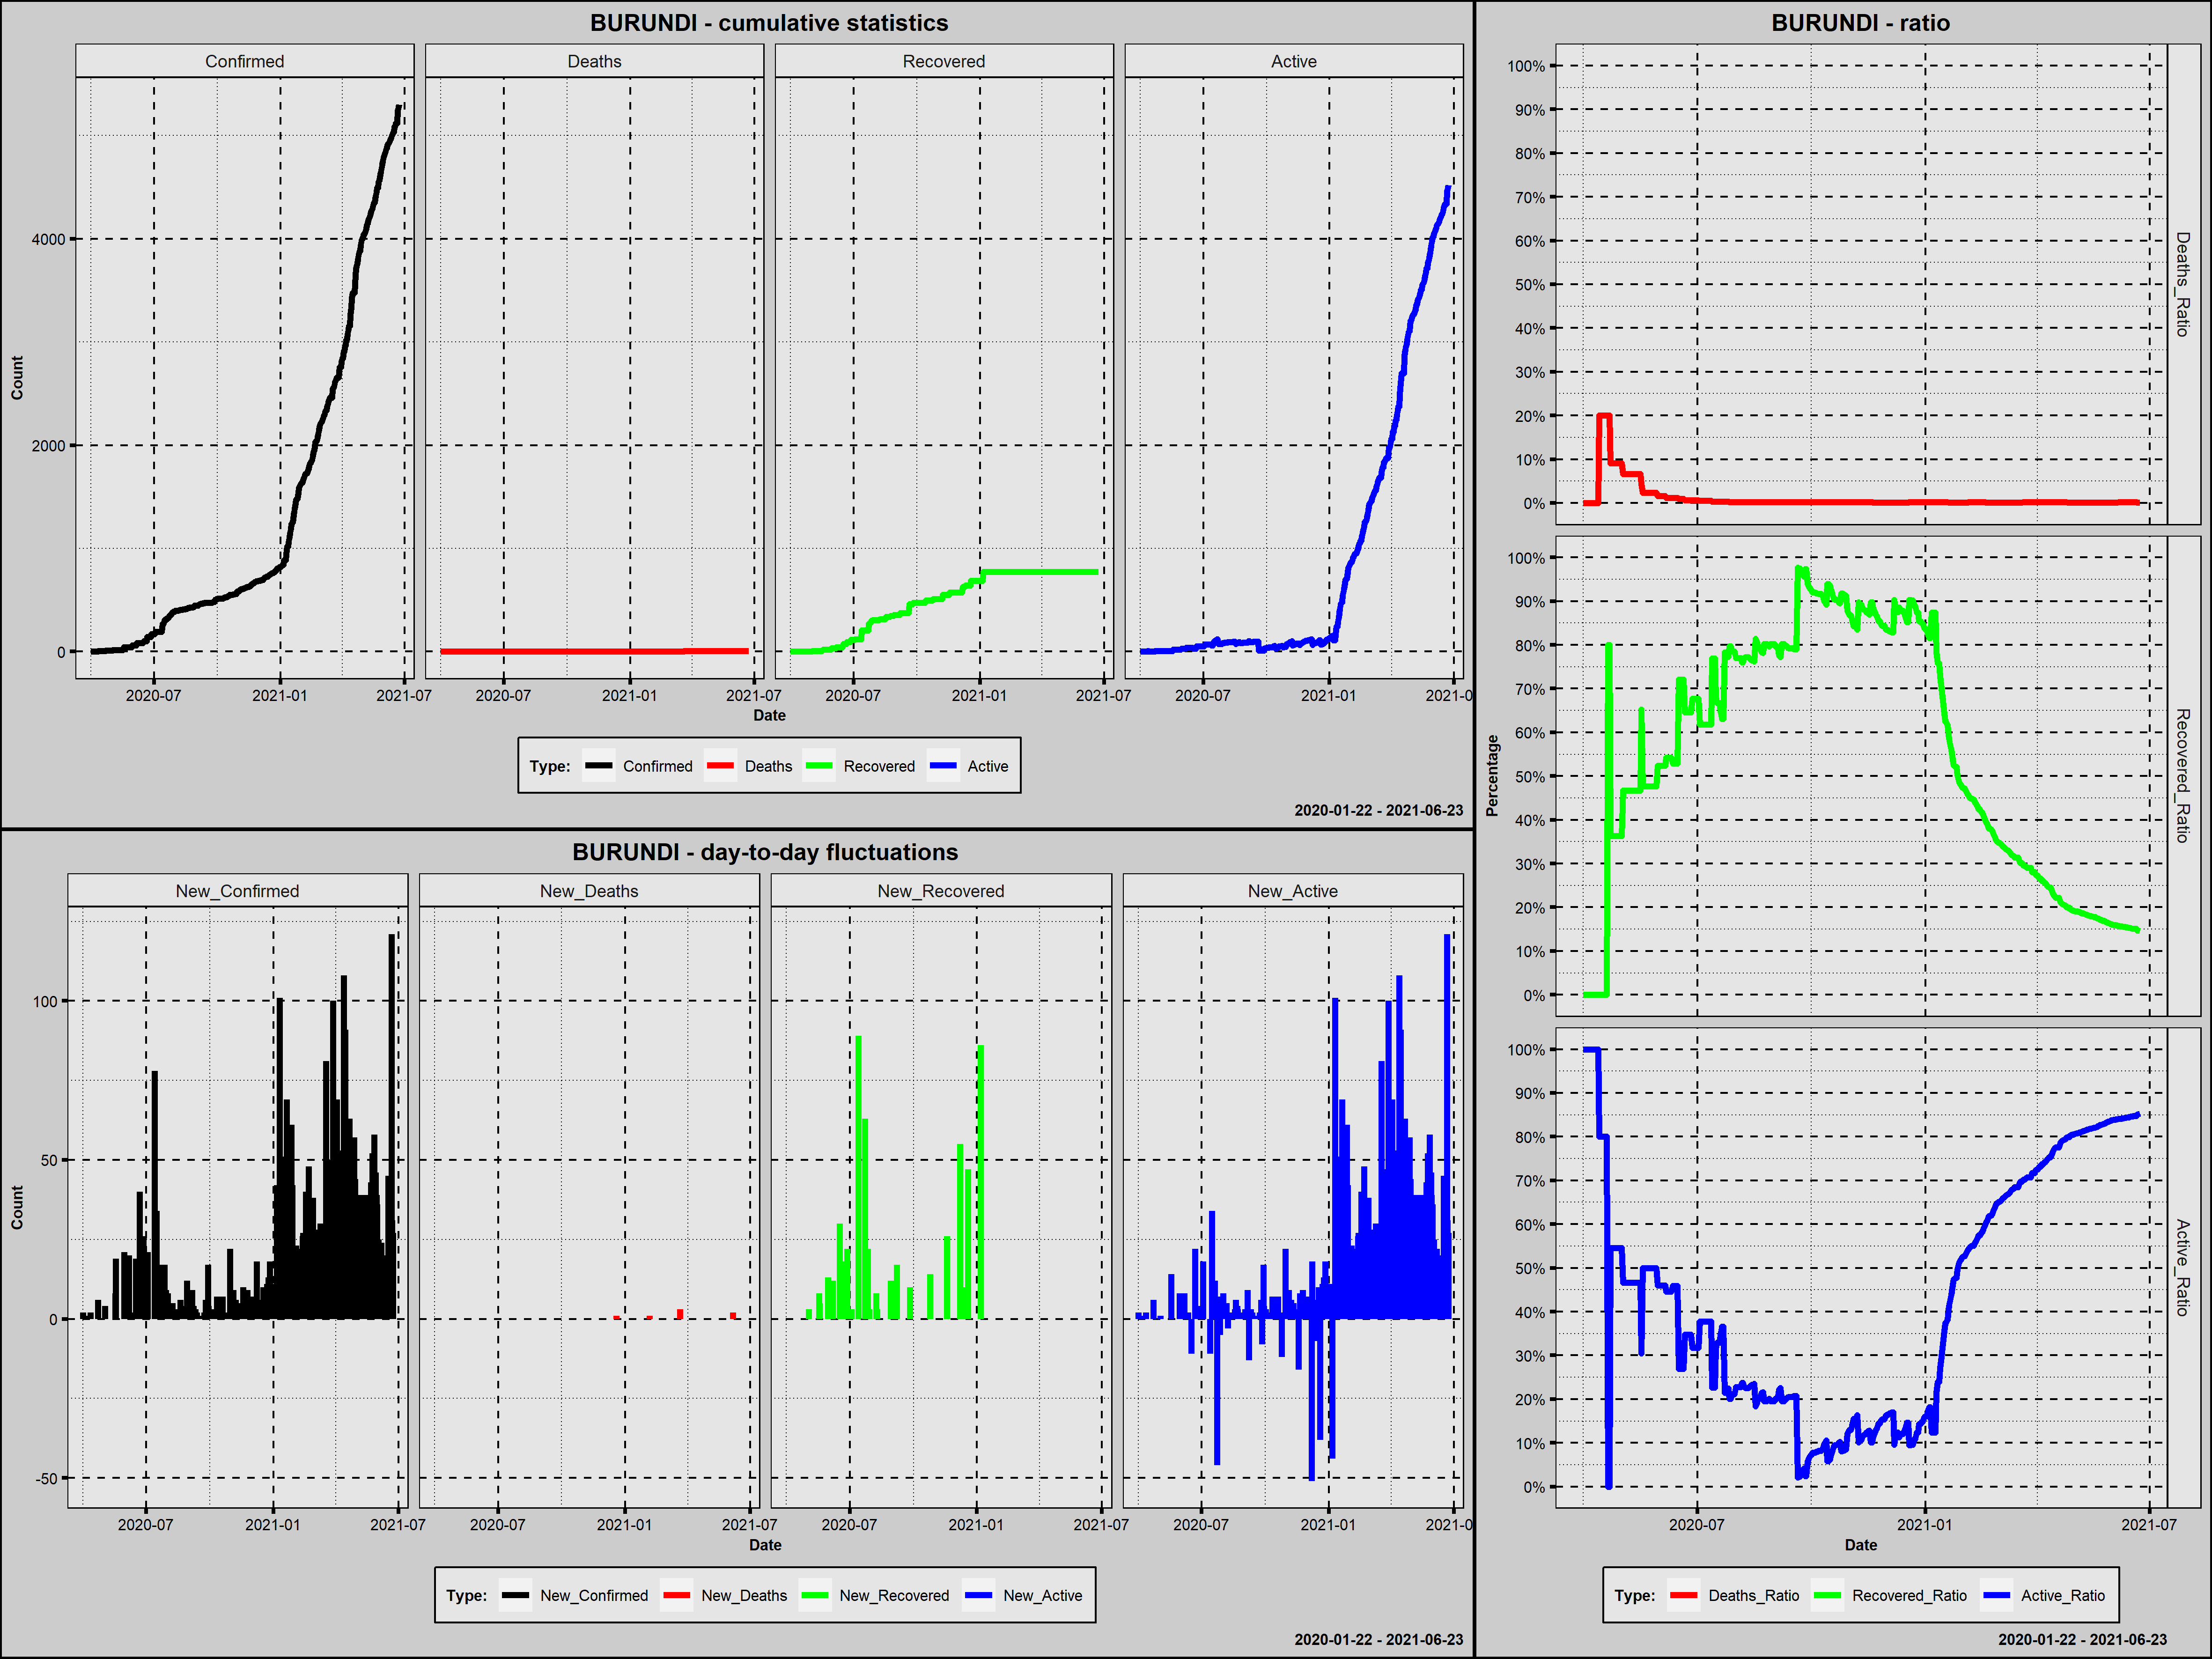 BURUNDI - cumulative statistics
Confirmed Deaths Recovered Active
4000
2000
0
Count
2020-07 2021-01 2021-07 2020-07 2021-01 2021-07 2020-07 2021-01 2021-07 2020-07 2021-01 2021-0
Date
Type: Confirmed Deaths Recovered Active
2020-01-22 - 2021-06-23
BURUNDI - day-to-day fluctuations
New_Confirmed New_Deaths New_Recovered New_Active
100
50
0
-50
Count
2020-07 2021-01 2021-07 2020-07 2021-01 2021-07 2020-07 2021-01 2021-07 2020-07 2021-01 2021-0
Date
Type: New_Confirmed New_Deaths New_Recovered New_Active
2020-01-22 - 2021-06-23
BURUNDI - ratio
100%
90%
80%
70%
60%
50%
40%
30%
20%
10%
0%
Deaths_Ratio
100%
90%
80%
70%
60%
50%
40%
30%
20%
10%
0%
Recovered_Ratio
Percentage
100%
90%
80%
70%
60%
50%
40%
30%
20%
10%
0%
Active_Ratio
2020-07 2021-01 2021-07
Date
Type: Deaths_Ratio Recovered_Ratio Active_Ratio
2020-01-22 - 2021-06-23